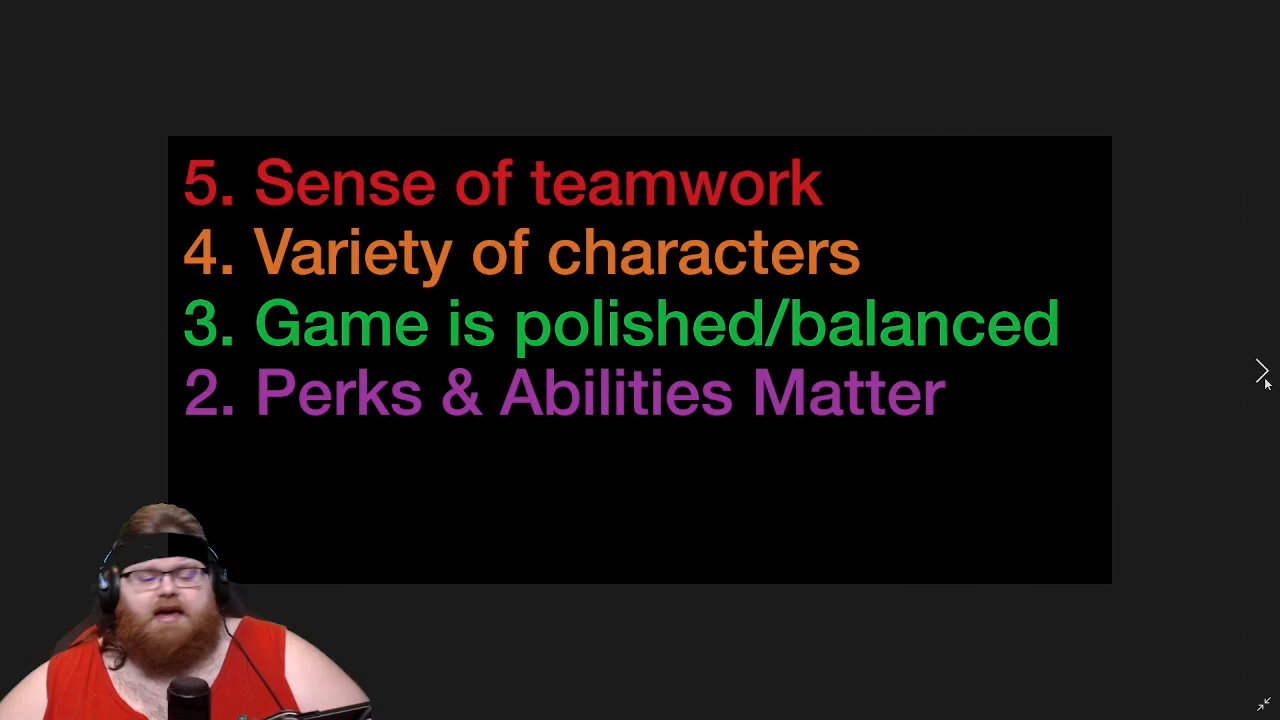 5. Sense of teamwork
4. Variety of characters
3. Game is polished/balanced
2. Perks & Abilities Matter